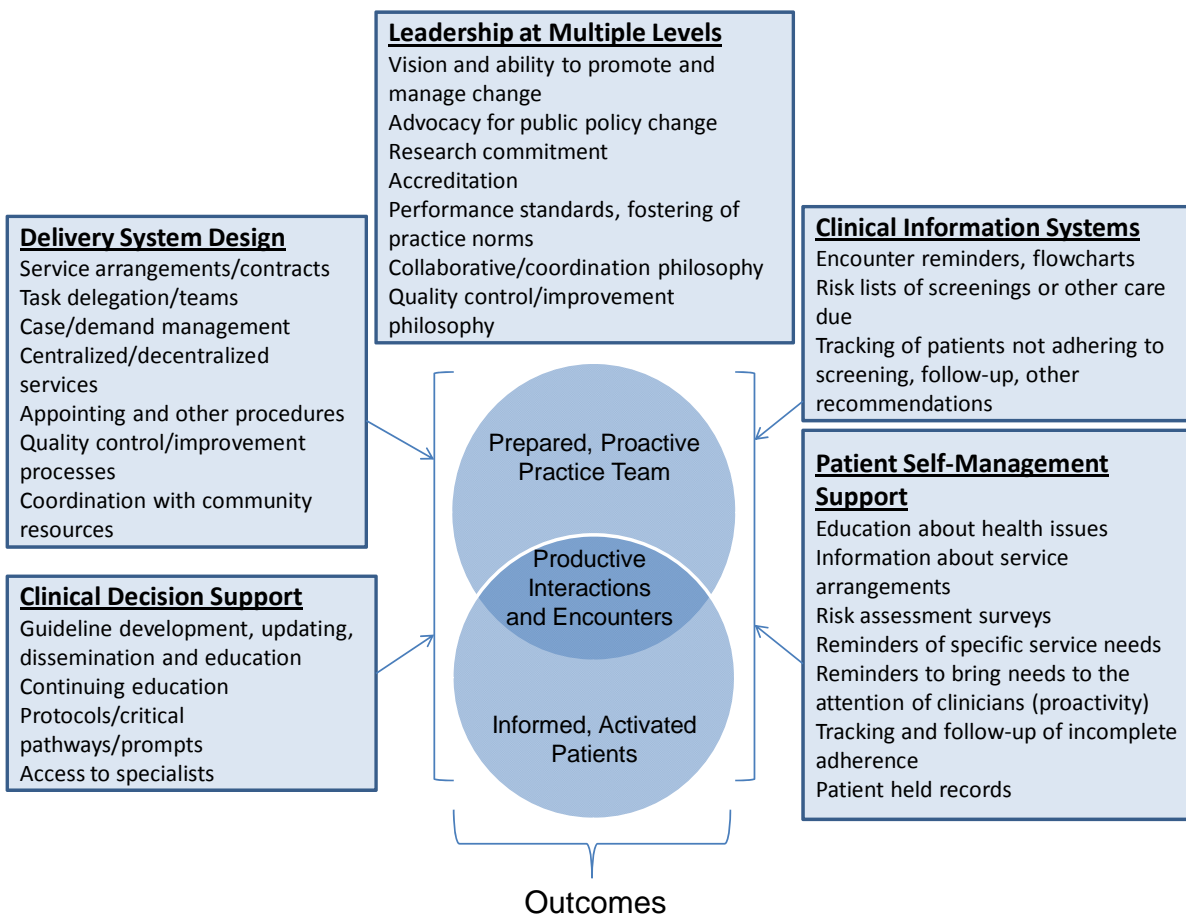 Leadership at Multiple Levels
Vision and ability to promote and
manage change
Advocacy for public policy change
Research commitment
Accreditation
Performance standards, fostering of
practice norms
Collaborative/coordination philosophy
Quality control/improvement
philosophy
Delivery System Design
Service arrangements/contracts
Task delegation/teams
Case/demand management
Centralized/decentralized
services
Appointing and other procedures
Quality control/improvement
processes
Coordination with community
resources
Clinical Decision Support
Guideline development, updating,
dissemination and education
Continuing education
Protocols/critical
pathways/prompts
Access to specialists
Prepared, Proactive
Practice Team
Productive
Interactions
and Encounters
Informed, Activated
Patients
Clinical Information Systems
Encounter reminders, flowcharts
Risk lists of screenings or other care
due
Tracking of patients not adhering to
screening, follow-up, other
recommendations
Patient Self-Management
Support
Education about health issues
Information about service
arrangements
Risk assessment surveys
Reminders of specific service needs
Reminders to bring needs to the
attention of clinicians (proactivity)
Tracking and follow-up of incomplete
adherence
Patient held records
Outcomes